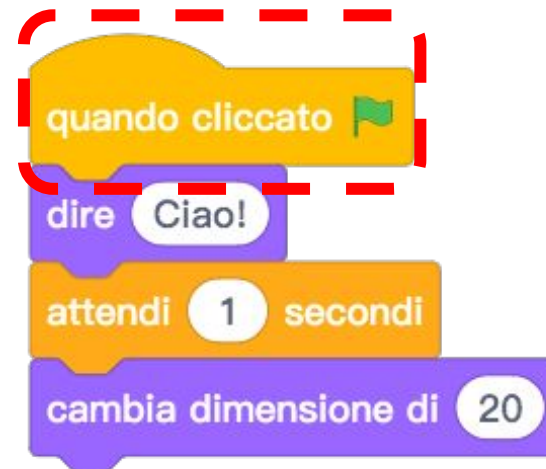 quando cliccato
dire Ciao!
attendi 1 secondi
cambia dimensione di 20